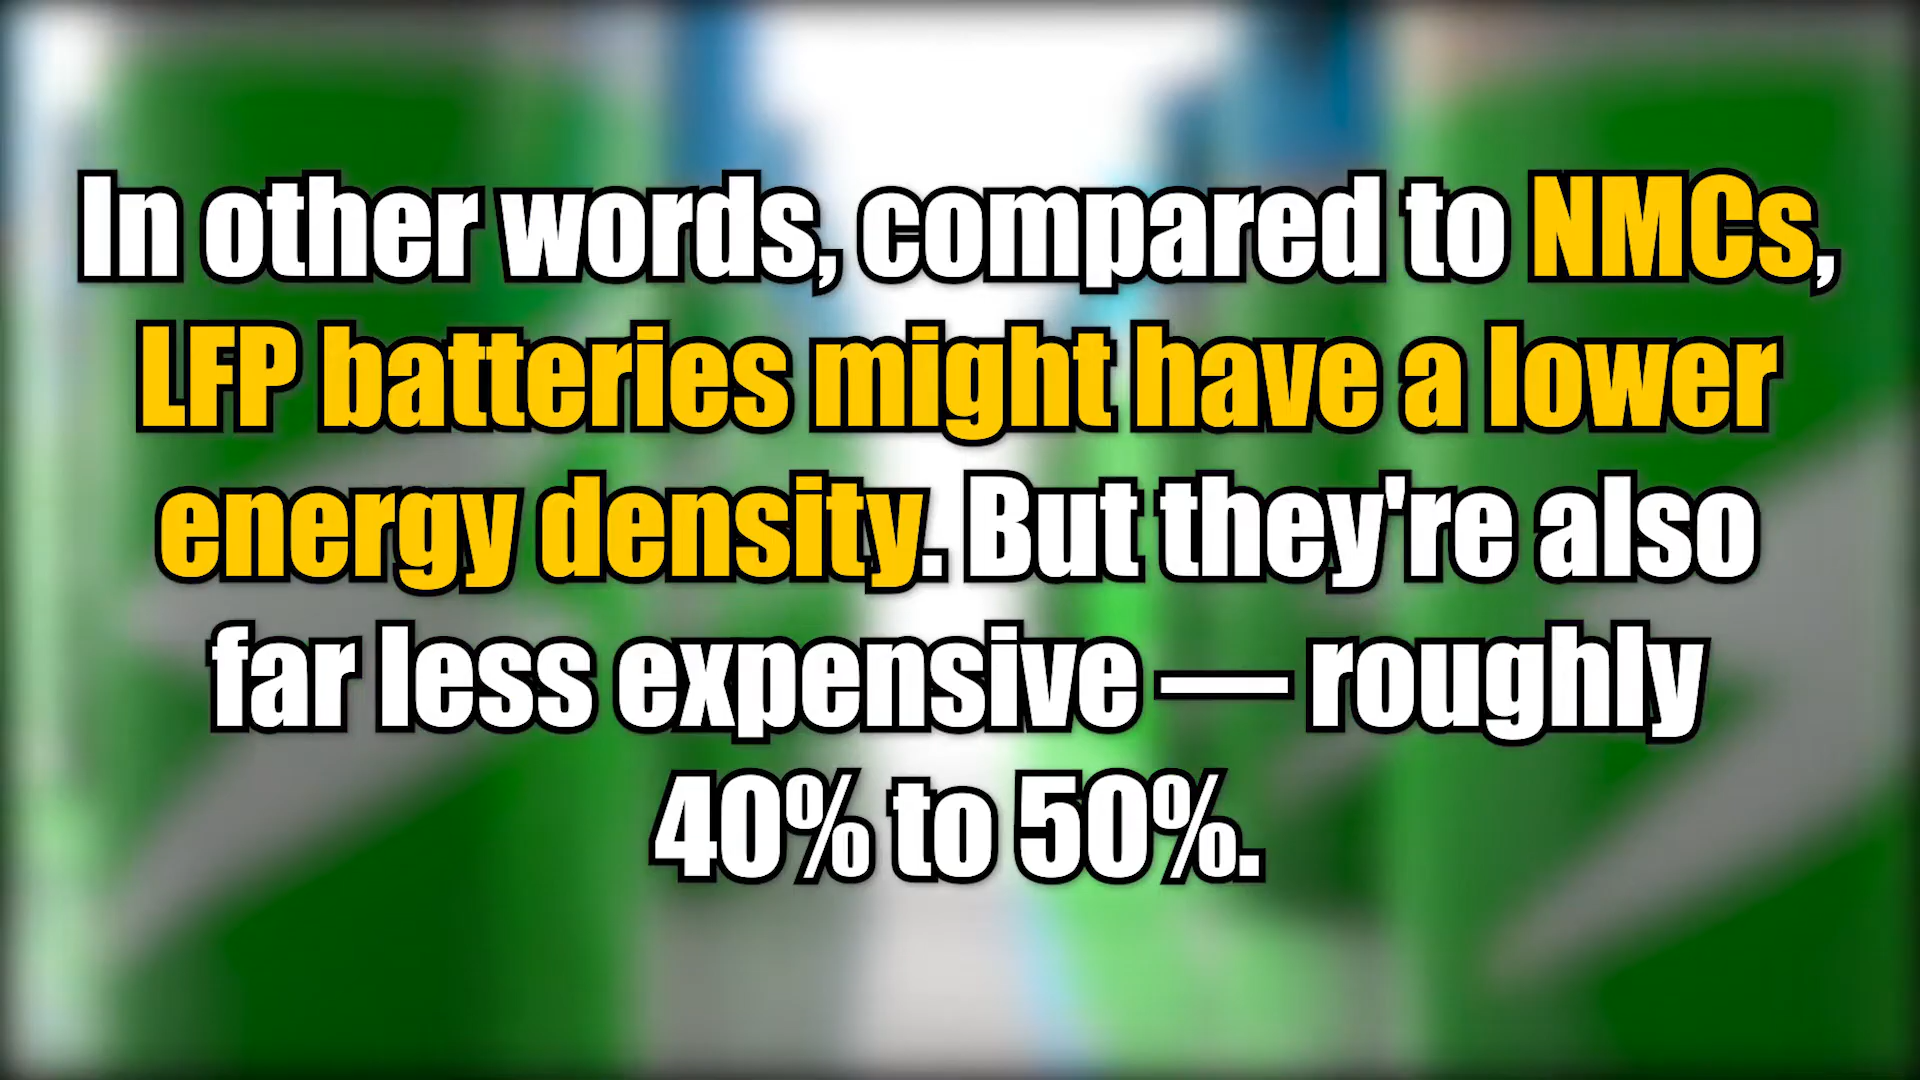 In other words, compared to NMCs,
LFP batteries might have a lower
energy density. But they're also
far less expensive — roughly
40% to 50%.